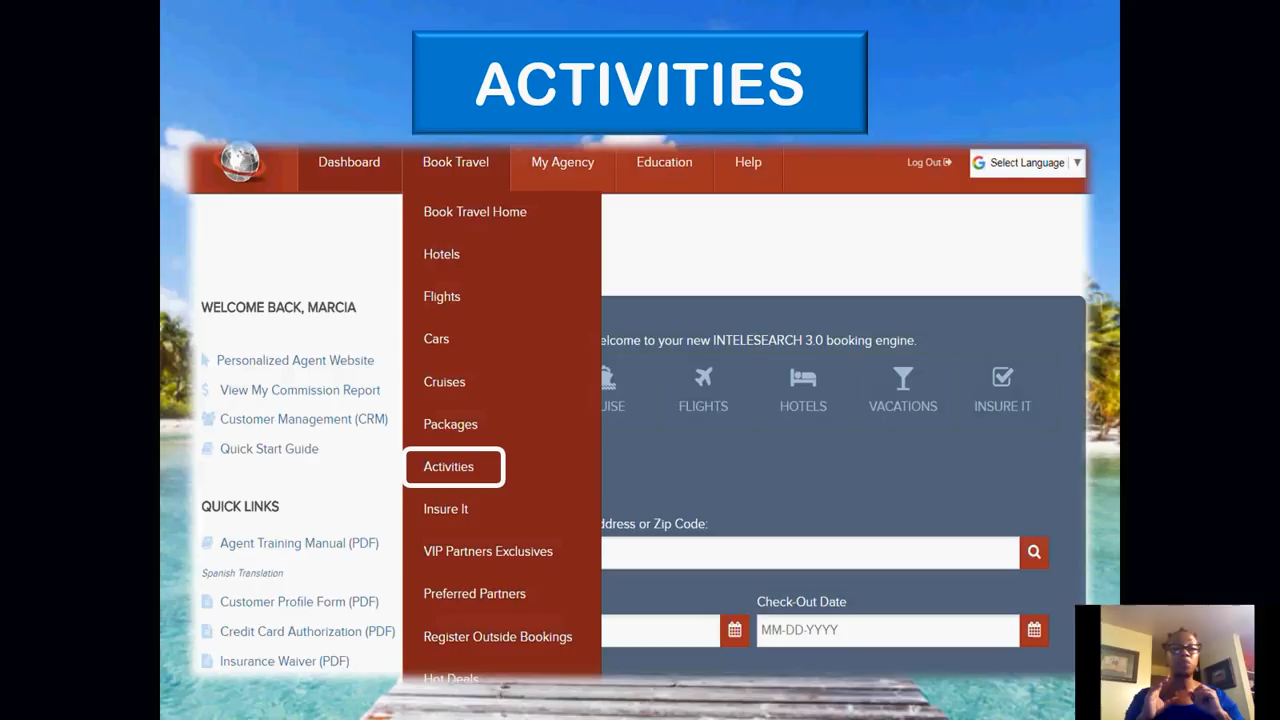 ACTIVITIES
Dashboard
Book Travel
My Agency
Education
Help
Log Out
Select Language
Book Travel Home
Hotels
Flights
Cars
Cruises
Packages
Activities
Insure It
VIP Partners Exclusives
Preferred Partners
Register Outside Bookings
Hot Deals
WELCOME BACK, MARCIA
Personalized Agent Website
View My Commission Report
Customer Management (CRM)
Quick Start Guide
QUICK LINKS
Agent Training Manual (PDF)
Spanish Translation
Customer Profile Form (PDF)
Credit Card Authorization (PDF)
Insurance Waiver (PDF)
elcome to your new INTELESEARCH 3.0 booking engine.
UISE
FLIGHTS
HOTELS
VACATIONS
INSURE IT
ddress or Zip Code:
Check-Out Date
MM-DD-YYYY